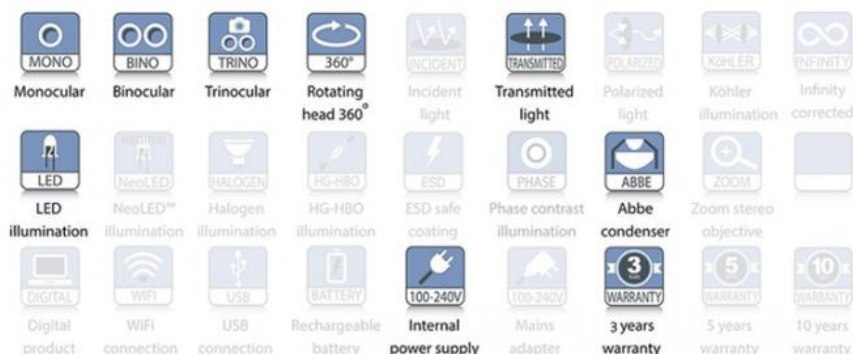 MONO BINO TRINO 360° INCIDENT TRANSMITTED POLARIZED KÖHLER INFINITY
Monocular Binocular Trinocular Rotating Incident Transmitted Polarized Köhler Infinity
head 360° light light light illumination corrected
LED NeoLED HALOGEN HG-HBO ESD PHASE ABBE ZOOM
LED NeoLED™ Halogen HG-HBO ESD safe Phase contrast Abbe Zoom stereo
illumination illumination illumination illumination coating illumination condenser objective
3 5 10
DIGITAL WIFI USB BATTERY 100-240V 100-240V WARRANTY WARRANTY WARRANTY
Digital WiFi USB Rechargeable Internal Mains 3 years 5 years 10 years
product connection connection battery power supply adapter warranty warranty warranty